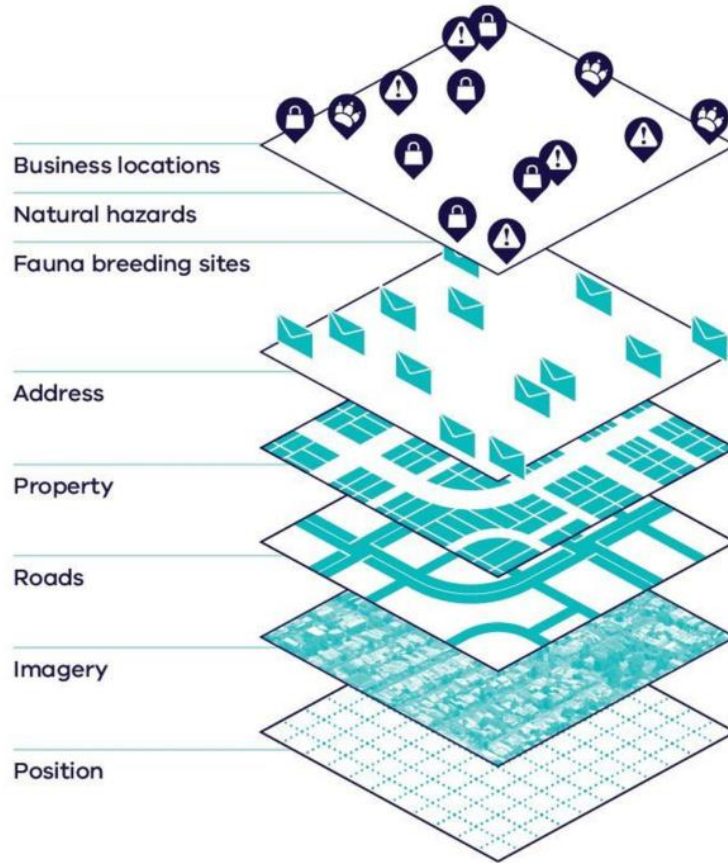 Business locations
Natural hazards
Fauna breeding sites
Address
Property
Roads
Imagery
Position